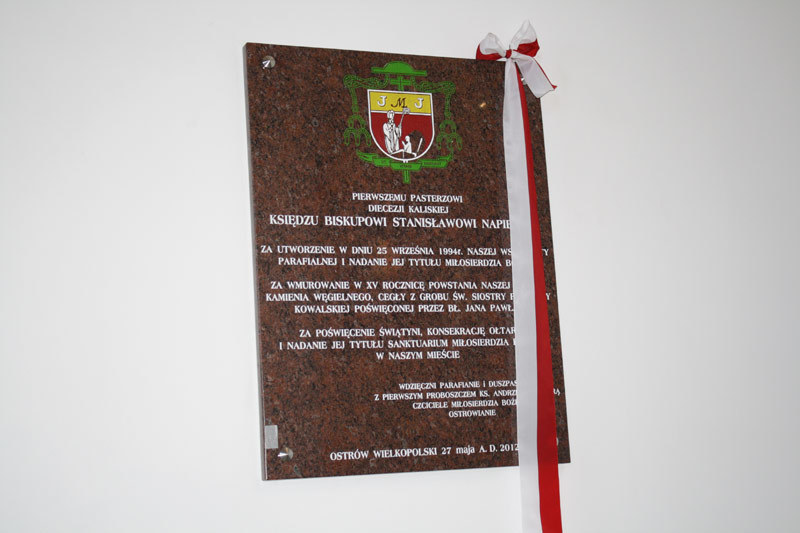 J M J
PIERWSZEMU PASTERZOWI
DIECEZJI KALISKIEJ
KSIĘDZU BISKUPOWI STANISŁAWOWI
ZA UTWORZENIE W DNIU 25 WRZEŚNIA 1994r. NASZEJ
PARAFIALNEJ I NADANIE JEJ TYTUŁU MIŁOSIERDZIA
ZA WMUROWANIE W XV ROCZNICĘ POWSTANIA NASZEJ
KAMIENIA WĘGIELNEGO, CEGŁY Z GROBU ŚW. SIOSTRY
KOWALSKIEJ POŚWIĘCONEJ PRZEZ BŁ. JANA
ZA POŚWIĘCENIE ŚWIĄTYNI, KONSEKRACJĘ
I NADANIE JEJ TYTUŁU SANKTUARIUM MIŁOSIERDZIA
W NASZYM MIEŚCIE
WDZIĘCZNI PARAFIANIE I
Z PIERWSZYM PROBOSZCZEM KS.
CZCICIELE MIŁOSIERDZIA
OSTROWIANIE
OSTRÓW WIELKOPOLSKI 27 maja A. D. 2012